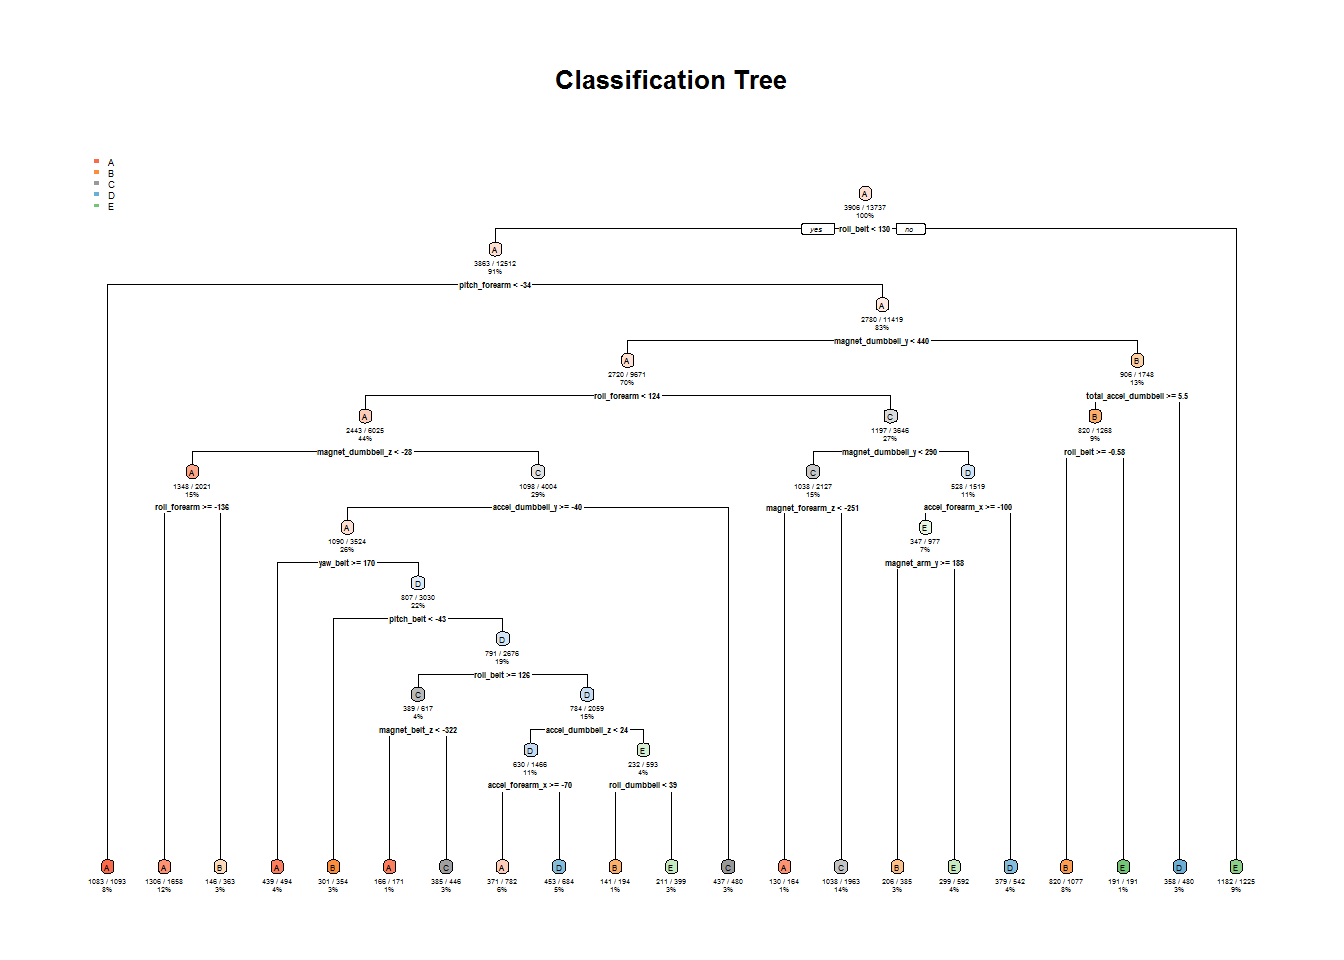 Classification Tree
A
B
C
D
E
A
3906 / 13737
100%
yes roll_belt < 130 no
A
3863 / 12512
91%
pitch_forearm < -34
A
2780 / 11419
83%
magnet_dumbbell_y < 440
A
2720 / 9671
70%
B
906 / 1748
13%
roll_forearm < 124
total_accel_dumbbell >= 5.5
A
2443 / 6025
44%
C
1197 / 3646
27%
B
820 / 1268
9%
magnet_dumbbell_z < -28
magnet_dumbbell_y < 290
roll_belt >= -0.58
A
1348 / 2021
15%
C
1098 / 4004
29%
C
1038 / 2127
15%
D
528 / 1519
11%
roll_forearm >= -136
accel_dumbbell_y >= -40
magnet_forearm_z < -251
accel_forearm_x >= -100
A
1090 / 3524
26%
E
347 / 977
7%
yaw_belt >= 170
magnet_arm_y >= 188
D
807 / 3030
22%
pitch_belt < -43
D
791 / 2676
19%
roll_belt >= 126
C
389 / 617
4%
D
784 / 2059
15%
magnet_belt_z < -322
accel_dumbbell_z < 24
D
630 / 1466
11%
E
232 / 593
4%
accel_forearm_x >= -70
roll_dumbbell < 39
A A B A B A C A D B E C A C B E D B E D E
1083 / 1093 1306 / 1658 146 / 363 439 / 494 301 / 354 166 / 171 385 / 446 371 / 782 453 / 684 141 / 194 211 / 399 437 / 480 130 / 164 1038 / 1963 206 / 385 299 / 592 379 / 542 820 / 1077 191 / 191 358 / 480 1182 / 1225
8% 12% 3% 4% 3% 1% 3% 6% 5% 1% 3% 3% 1% 14% 3% 4% 4% 8% 1% 3% 9%